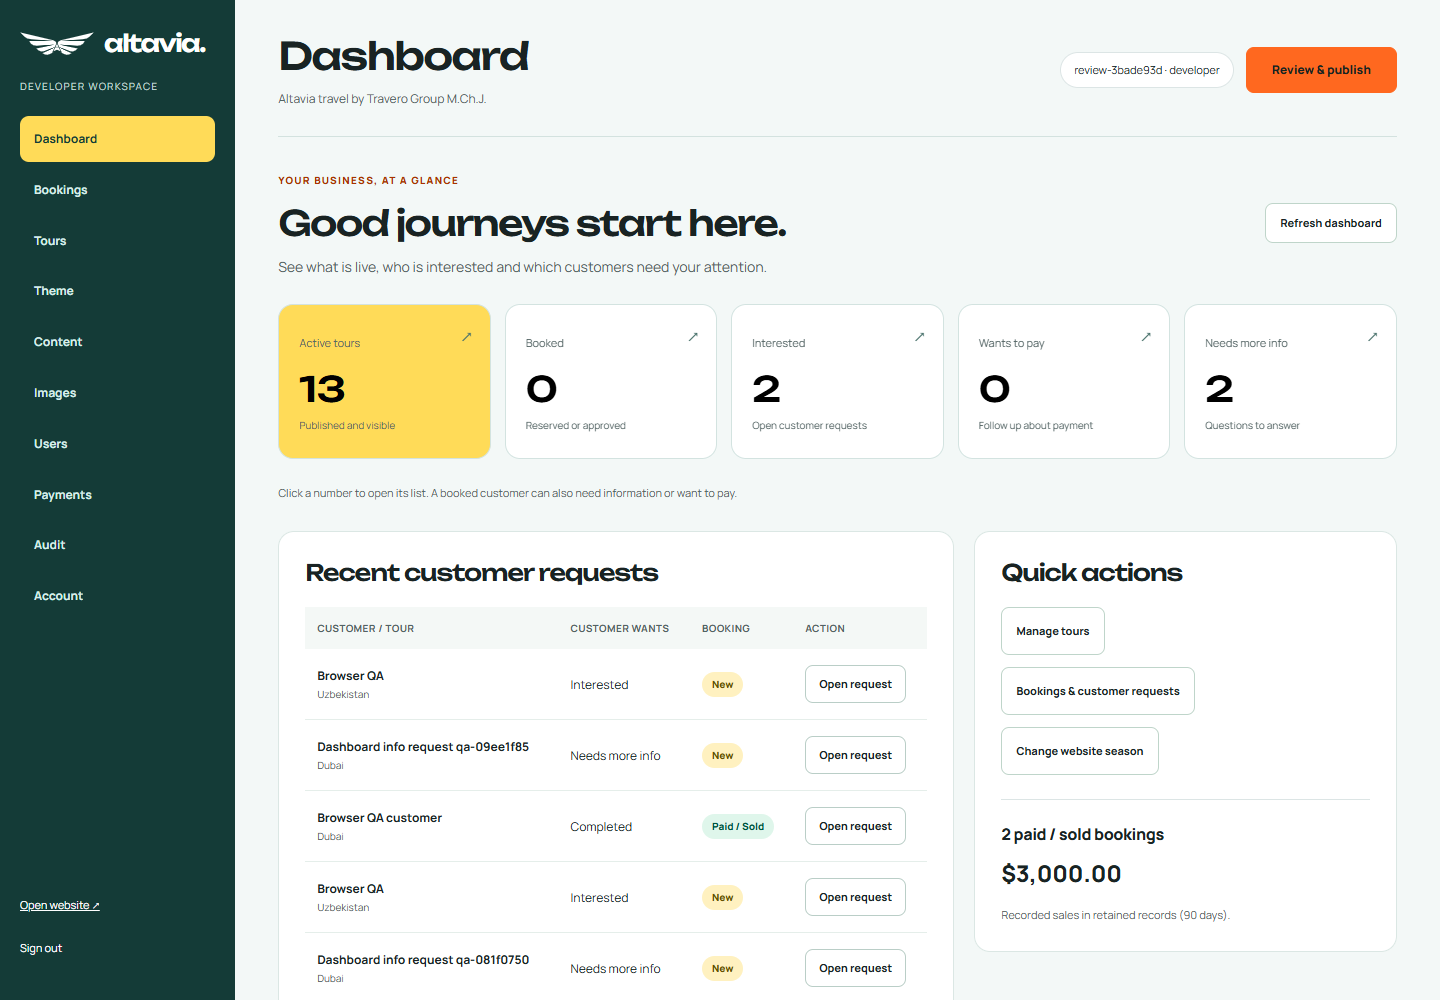 altavia.
DEVELOPER WORKSPACE
Dashboard
Bookings
Tours
Theme
Content
Images
Users
Payments
Audit
Account
Open website ↗
Sign out
Dashboard
Altavia travel by Travero Group M.Ch.J.
review-3bade93d · developer
Review & publish
YOUR BUSINESS, AT A GLANCE
Good journeys start here.
See what is live, who is interested and which customers need your attention.
Refresh dashboard
Active tours ↗
13
Published and visible
Booked ↗
0
Reserved or approved
Interested ↗
2
Open customer requests
Wants to pay ↗
0
Follow up about payment
Needs more info ↗
2
Questions to answer
Click a number to open its list. A booked customer can also need information or want to pay.
Recent customer requests
CUSTOMER / TOUR CUSTOMER WANTS BOOKING ACTION
Browser QA
Uzbekistan
Interested New Open request
Dashboard info request qa-09ee1f85
Dubai
Needs more info New Open request
Browser QA customer
Dubai
Completed Paid / Sold Open request
Browser QA
Uzbekistan
Interested New Open request
Dashboard info request qa-081f0750
Dubai
Needs more info New Open request
Quick actions
Manage tours
Bookings & customer requests
Change website season
2 paid / sold bookings
$3,000.00
Recorded sales in retained records (90 days).